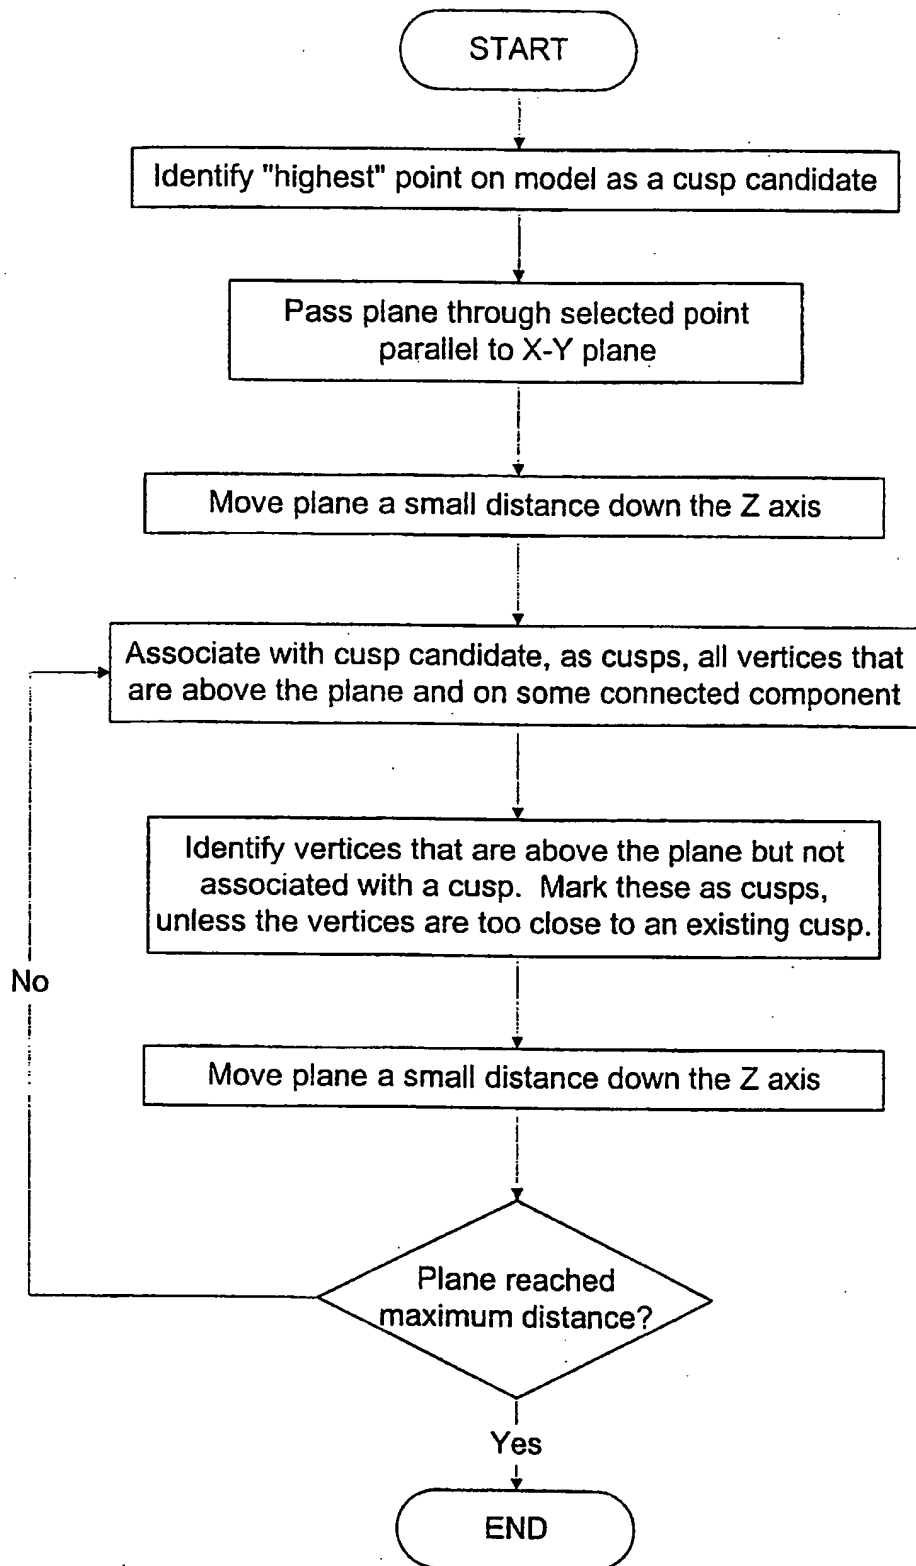 START
Identify "highest" point on model as a cusp candidate
Pass plane through selected point
parallel to X-Y plane
Move plane a small distance down the Z axis
Associate with cusp candidate, as cusps, all vertices that
are above the plane and on some connected component
Identify vertices that are above the plane but not
associated with a cusp. Mark these as cusps,
unless the vertices are too close to an existing cusp.
No
Move plane a small distance down the Z axis
Plane reached
maximum distance?
Yes
END